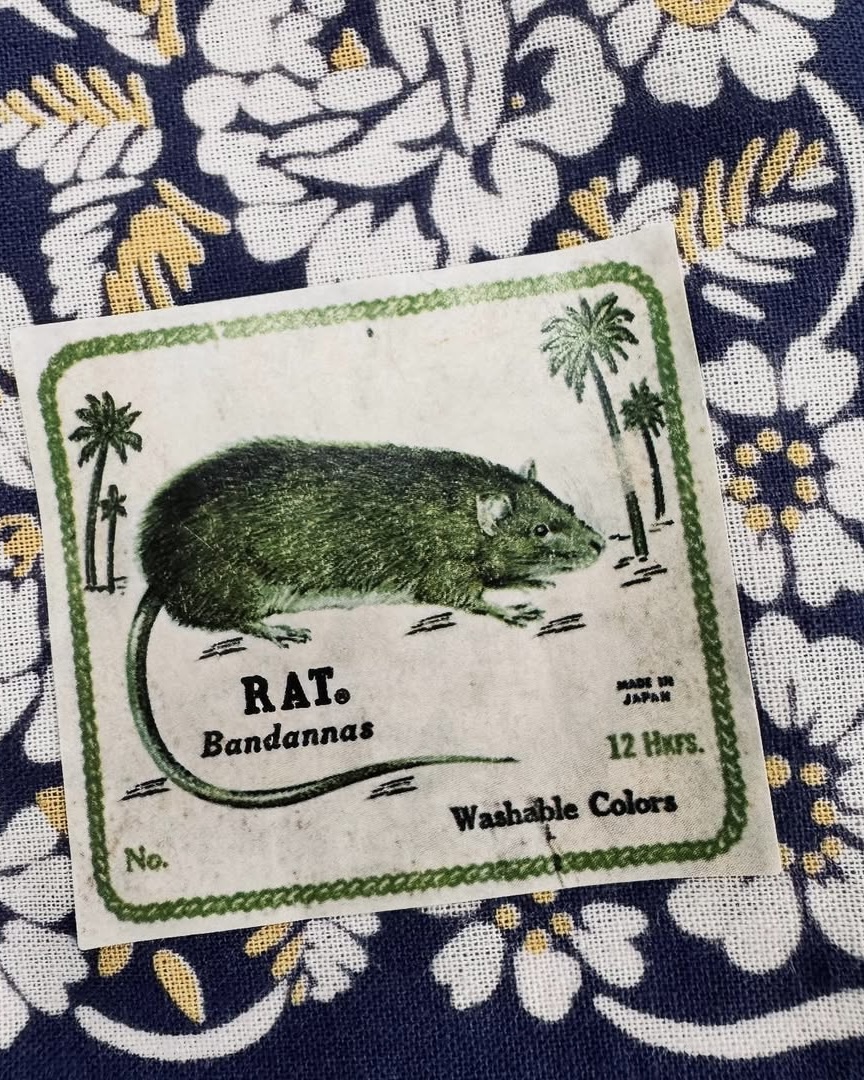 RAT®
Bandannas
MADE IN
JAPAN
12 Hkfs.
Washable Colors
No.